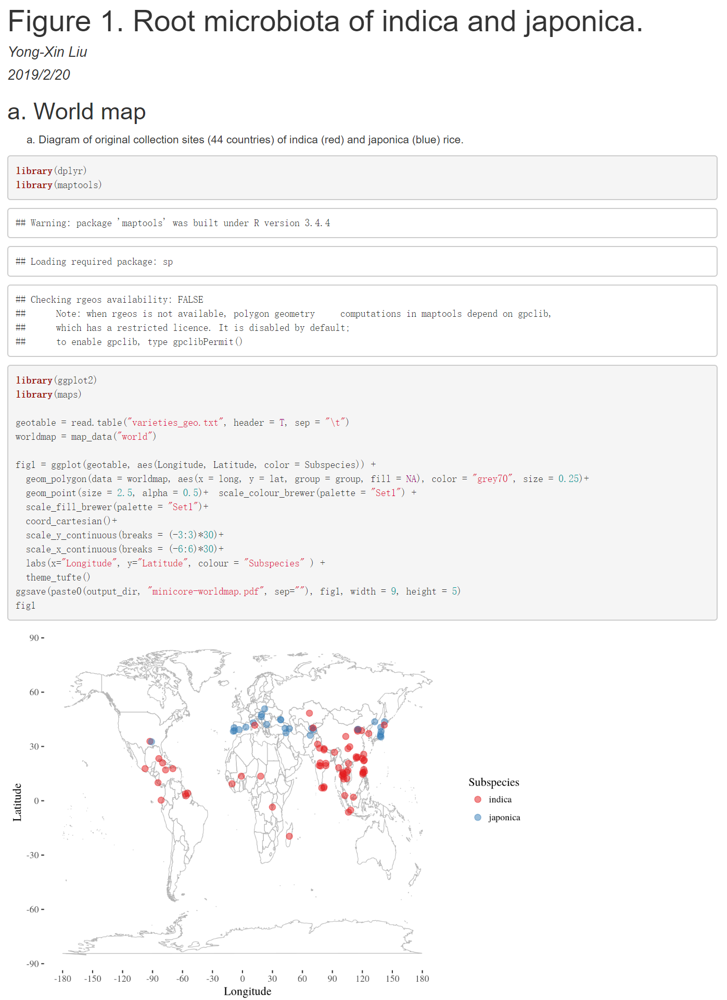 Figure 1. Root microbiota of indica and japonica.
Yong-Xin Liu
2019/2/20
a. World map
a. Diagram of original collection sites (44 countries) of indica (red) and japonica (blue) rice.
library(dplyr)
library(maptools)
## Warning: package 'maptools' was built under R version 3.4.4
## Loading required package: sp
## Checking rgeos availability: FALSE
##      Note: when rgeos is not available, polygon geometry     computations in maptools depend on gpclib,
##      which has a restricted licence. It is disabled by default;
##      to enable gpclib, type gpclibPermit()
library(ggplot2)
library(maps)
geotable = read.table("varieties_geo.txt", header = T, sep = "\t")
worldmap = map_data("world")
fig1 = ggplot(geotable, aes(Longitude, Latitude, color = Subspecies)) +
  geom_polygon(data = worldmap, aes(x = long, y = lat, group = group, fill = NA), color = "grey70", size = 0.25)+
  geom_point(size = 2.5, alpha = 0.5)+  scale_colour_brewer(palette = "Set1") +
  scale_fill_brewer(palette = "Set1")+
  coord_cartesian()+
  scale_y_continuous(breaks = (-3:3)*30)+
  scale_x_continuous(breaks = (-6:6)*30)+
  labs(x="Longitude", y="Latitude", colour = "Subspecies" ) +
  theme_tufte()
ggsave(paste0(output_dir, "minicore-worldmap.pdf", sep=""), fig1, width = 9, height = 5)
fig1
90
60
30
0
-30
-60
-90
Latitude
-180 -150 -120 -90 -60 -30 0 30 60 90 120 150 180
Longitude
Subspecies
indica
japonica